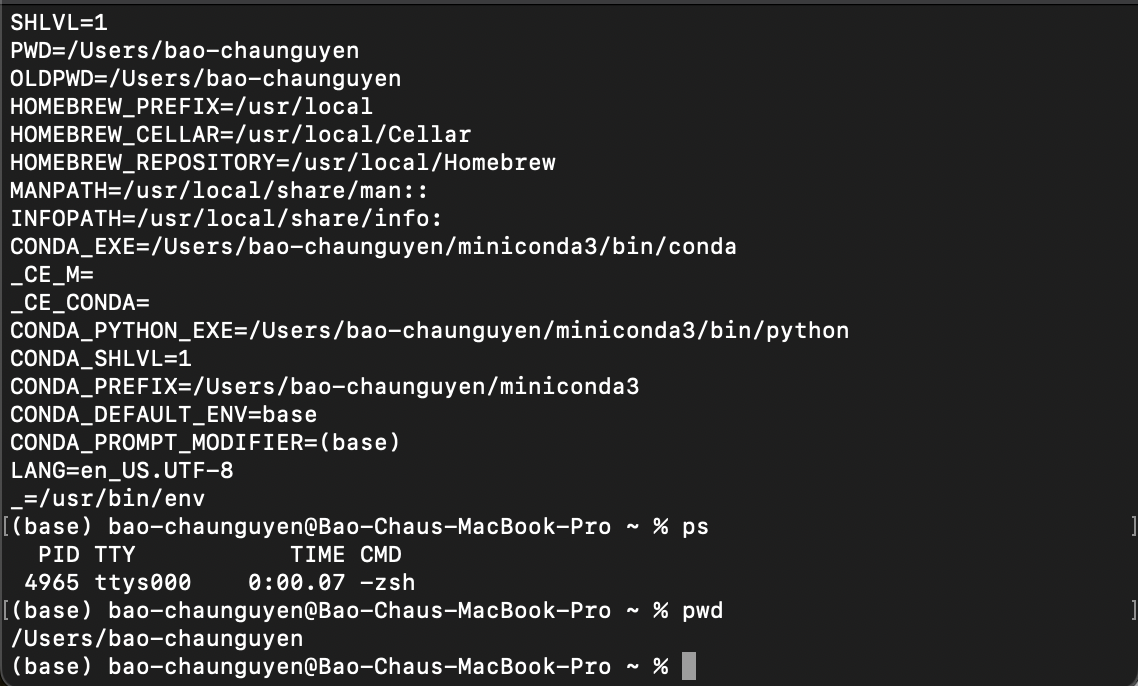 SHLVL=1
PWD=/Users/bao-chaunguyen
OLDPWD=/Users/bao-chaunguyen
HOMEBREW_PREFIX=/usr/local
HOMEBREW_CELLAR=/usr/local/Cellar
HOMEBREW_REPOSITORY=/usr/local/Homebrew
MANPATH=/usr/local/share/man::
INFOPATH=/usr/local/share/info:
CONDA_EXE=/Users/bao-chaunguyen/miniconda3/bin/conda
_CE_M=
_CE_CONDA=
CONDA_PYTHON_EXE=/Users/bao-chaunguyen/miniconda3/bin/python
CONDA_SHLVL=1
CONDA_PREFIX=/Users/bao-chaunguyen/miniconda3
CONDA_DEFAULT_ENV=base
CONDA_PROMPT_MODIFIER=(base)
LANG=en_US.UTF-8
_=/usr/bin/env
[(base) bao-chaunguyen@Bao-Chaus-MacBook-Pro ~ % ps ]
  PID TTY           TIME CMD
 4965 ttys000    0:00.07 -zsh
[(base) bao-chaunguyen@Bao-Chaus-MacBook-Pro ~ % pwd ]
/Users/bao-chaunguyen
(base) bao-chaunguyen@Bao-Chaus-MacBook-Pro ~ %